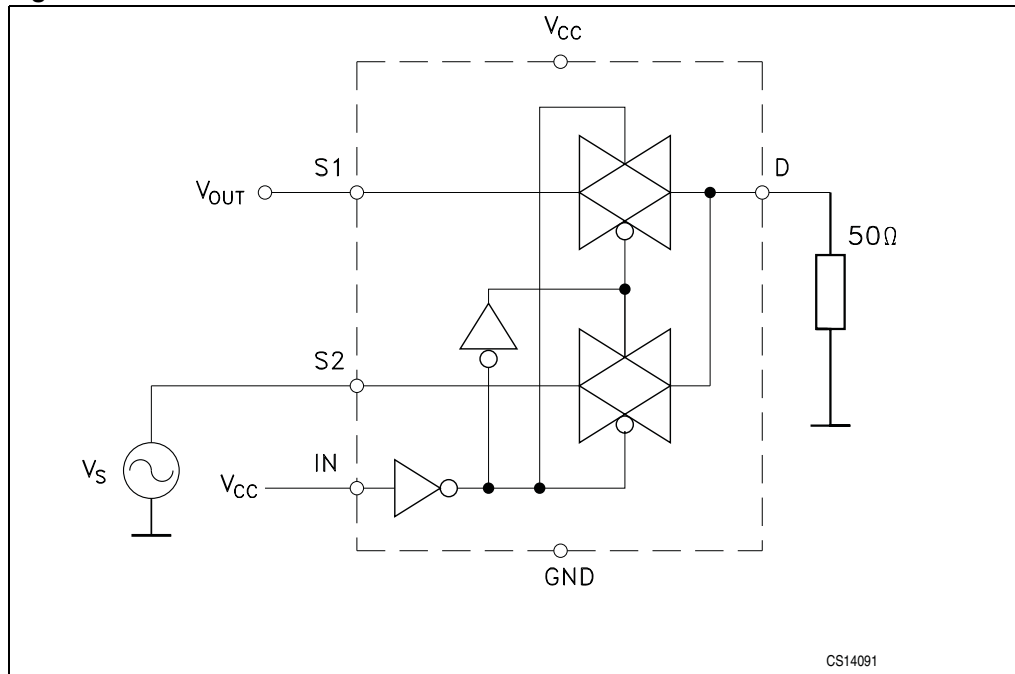 VCC
S1
D
VOUT
50Ω
S2
IN
VS
VCC
GND
CS14091